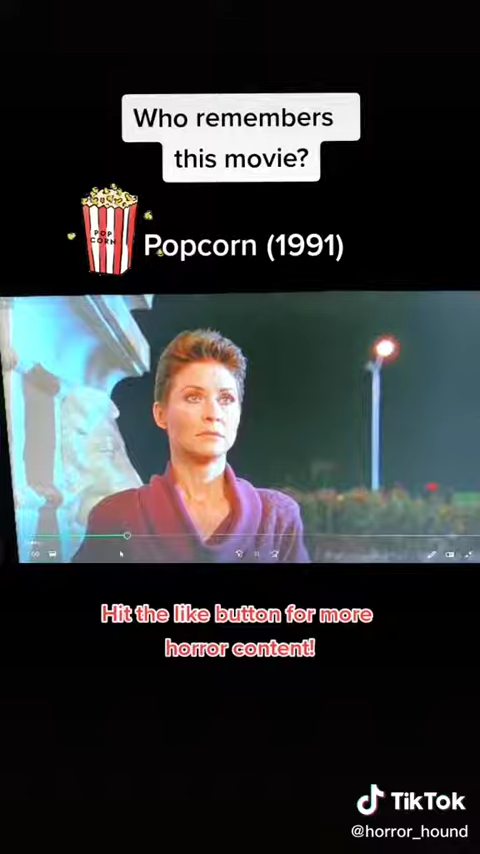 Who remembers
this movie?
POP
CORN
Popcorn (1991)
Hit the like button for more
horror content!
TikTok
@horror_hound